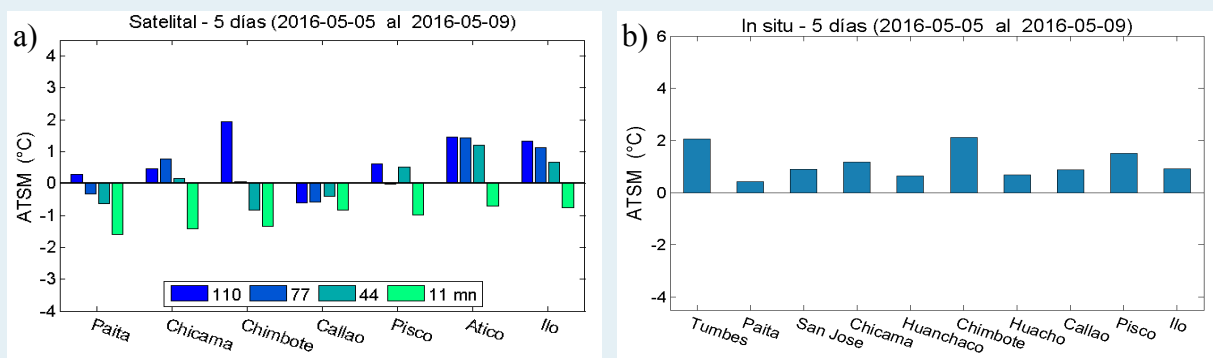 a)
Satelital - 5 días (2016-05-05 al 2016-05-09)
ATSM (°C)
4
3
2
1
0
-1
-2
-3
-4
110 77 44 11 mn
Paita Chicama Chimbote Callao Pisco Atico Ilo
b)
In situ - 5 días (2016-05-05 al 2016-05-09)
ATSM (°C)
6
4
2
0
-2
-4
Tumbes Paita San Jose Chicama Huanchaco Chimbote Huacho Callao Pisco Ilo